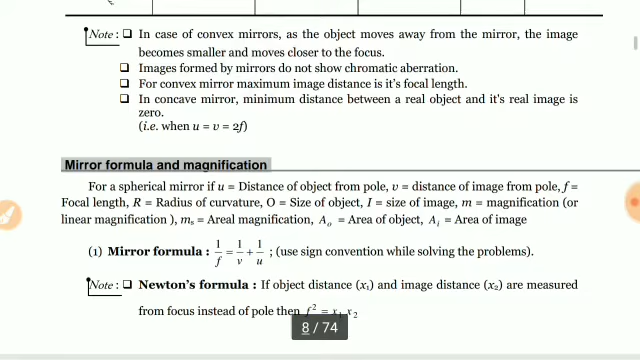 Note : ❑ In case of convex mirrors, as the object moves away from the mirror, the image
becomes smaller and moves closer to the focus.
❑ Images formed by mirrors do not show chromatic aberration.
❑ For convex mirror maximum image distance is it's focal length.
❑ In concave mirror, minimum distance between a real object and it's real image is
zero.
(i.e. when u = v = 2f)
Mirror formula and magnification
For a spherical mirror if u = Distance of object from pole, v = distance of image from pole, f =
Focal length, R = Radius of curvature, O = Size of object, I = size of image, m = magnification (or
linear magnification ), mₛ = Areal magnification, Aₒ = Area of object, Aᵢ = Area of image
(1) Mirror formula : 1/f = 1/v + 1/u ; (use sign convention while solving the problems).
Note : ❑ Newton's formula : If object distance (x₁) and image distance (x₂) are measured
from focus instead of pole then f² = x₁ x₂
8 / 74